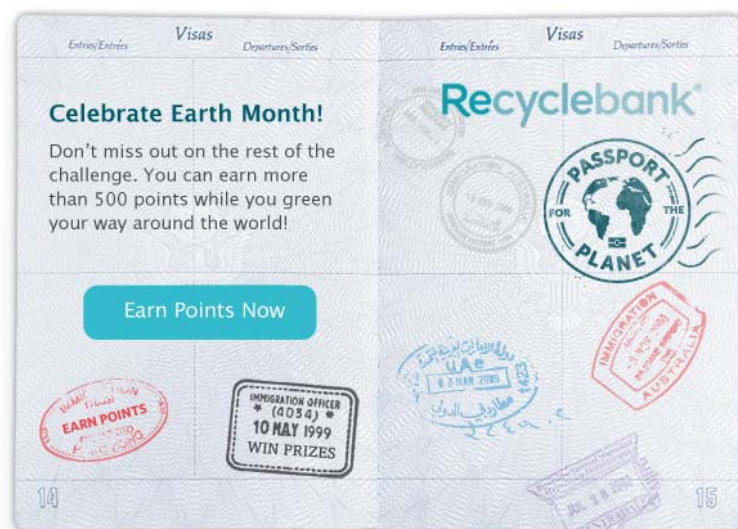 Entries/Entrées
Visas
Departures/Sorties
Celebrate Earth Month!
Don't miss out on the rest of the
challenge. You can earn more
than 500 points while you green
your way around the world!
Earn Points Now
EARN POINTS
IMMIGRATION OFFICER
(4034)
10 MAY 1999
WIN PRIZES
14
Entries/Entrées
Visas
Departures/Sorties
Recyclebank
PASSPORT
FOR THE
PLANET
IMMIGRATION
AUSTRALIA
UAe
15